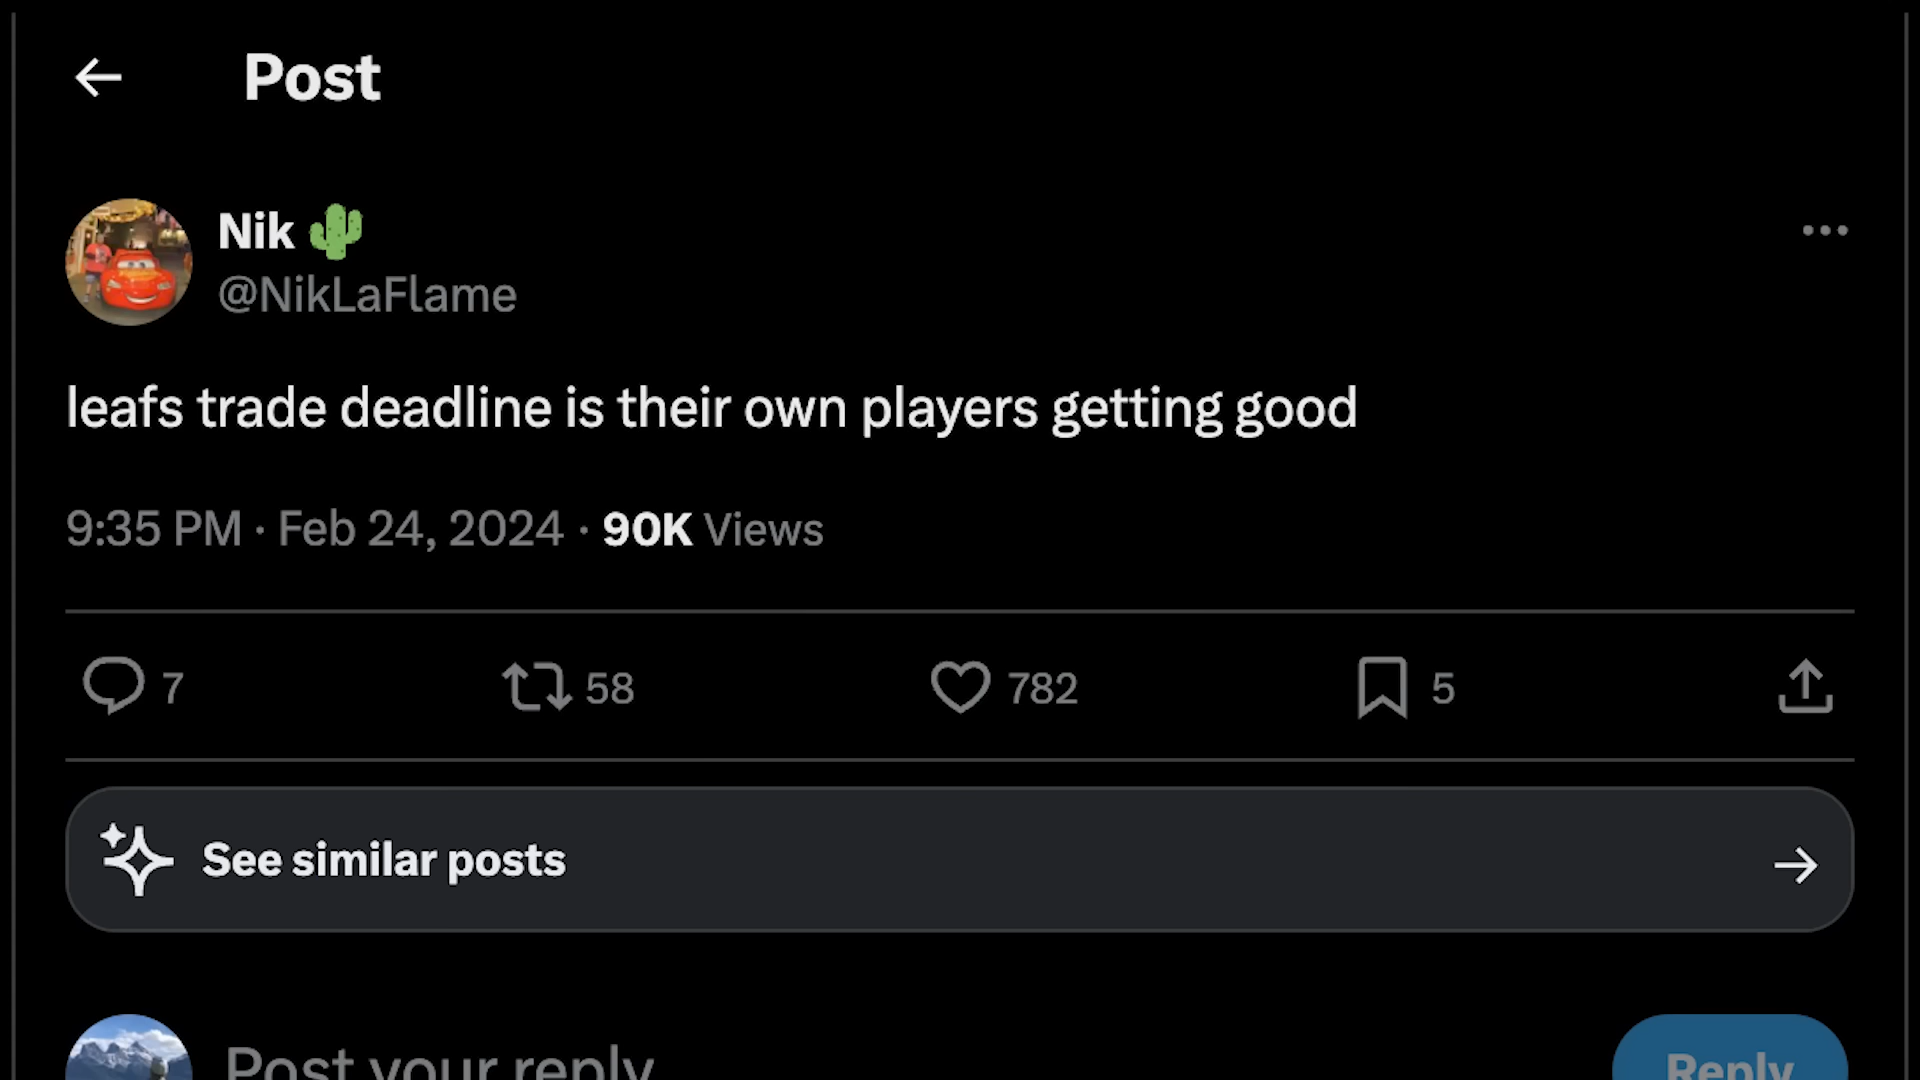 Post
Nik 🌵
@NikLaFlame
leafs trade deadline is their own players getting good
9:35 PM · Feb 24, 2024 · 90K Views
7 58 782 5
See similar posts
Post your reply
Reply